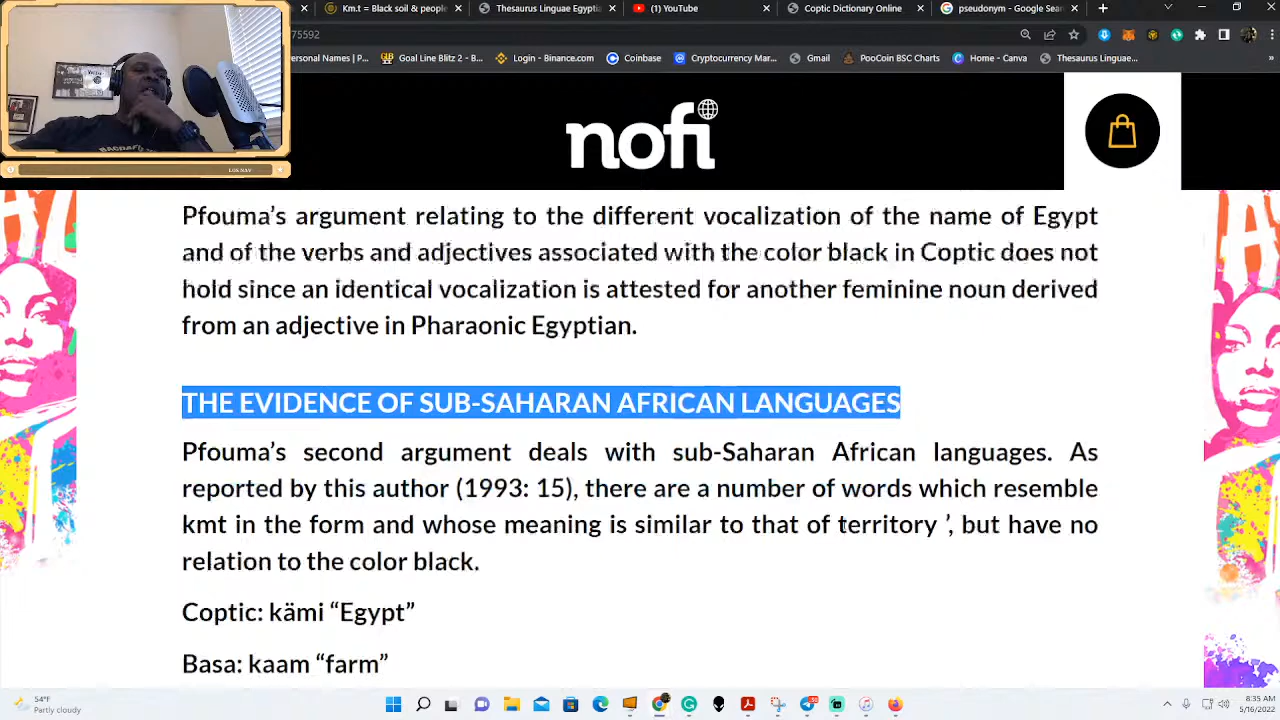 Km.t = Black soil & people
Thesaurus Linguae Egyptia
(1) YouTube
Coptic Dictionary Online
pseudonym - Google Sear
75592
ersonal Names | P...
Goal Line Blitz 2 - B...
Login - Binance.com
Coinbase
Cryptocurrency Mar...
Gmail
PooCoin BSC Charts
Home - Canva
Thesaurus Linguae...
»
nofi
Pfouma's argument relating to the different vocalization of the name of Egypt
and of the verbs and adjectives associated with the color black in Coptic does not
hold since an identical vocalization is attested for another feminine noun derived
from an adjective in Pharaonic Egyptian.
THE EVIDENCE OF SUB-SAHARAN AFRICAN LANGUAGES
Pfouma's second argument deals with sub-Saharan African languages. As
reported by this author (1993: 15), there are a number of words which resemble
kmt in the form and whose meaning is similar to that of territory ', but have no
relation to the color black.
Coptic: kämi "Egypt"
Basa: kaam "farm"
54°F
Partly cloudy
8:35 AM
5/16/2022